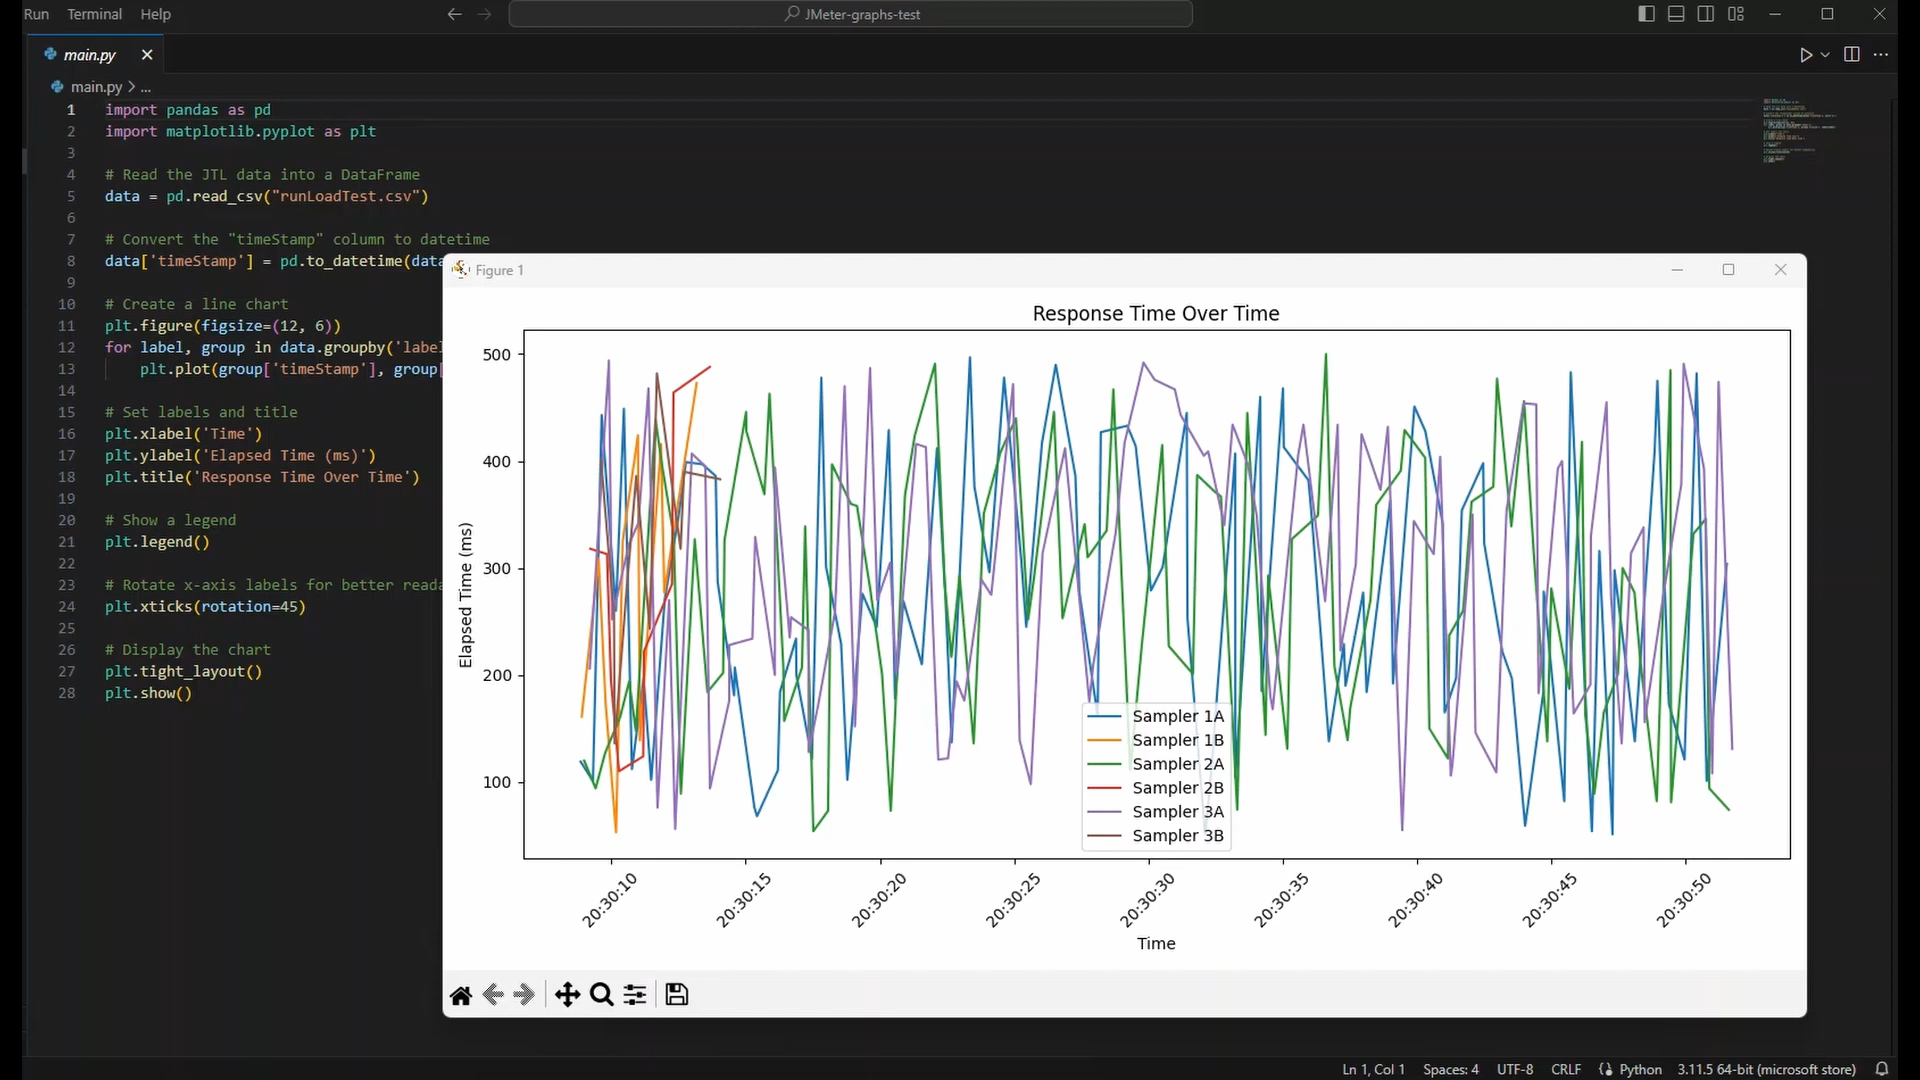 Run Terminal Help
JMeter-graphs-test
main.py
main.py > ...
1 import pandas as pd
2 import matplotlib.pyplot as plt
3
4 # Read the JTL data into a DataFrame
5 data = pd.read_csv("runLoadTest.csv")
6
7 # Convert the "timeStamp" column to datetime
8 data['timeStamp'] = pd.to_datetime(data
9
10 # Create a line chart
11 plt.figure(figsize=(12, 6))
12 for label, group in data.groupby('label
13 plt.plot(group['timeStamp'], group[
14
15 # Set labels and title
16 plt.xlabel('Time')
17 plt.ylabel('Elapsed Time (ms)')
18 plt.title('Response Time Over Time')
19
20 # Show a legend
21 plt.legend()
22
23 # Rotate x-axis labels for better reada
24 plt.xticks(rotation=45)
25
26 # Display the chart
27 plt.tight_layout()
28 plt.show()
Figure 1
Response Time Over Time
500
400
300
200
100
Elapsed Time (ms)
Sampler 1A
Sampler 1B
Sampler 2A
Sampler 2B
Sampler 3A
Sampler 3B
20:30:10 20:30:15 20:30:20 20:30:25 20:30:30 20:30:35 20:30:40 20:30:45 20:30:50
Time
Ln 1, Col 1 Spaces: 4 UTF-8 CRLF Python 3.11.5 64-bit (microsoft store)